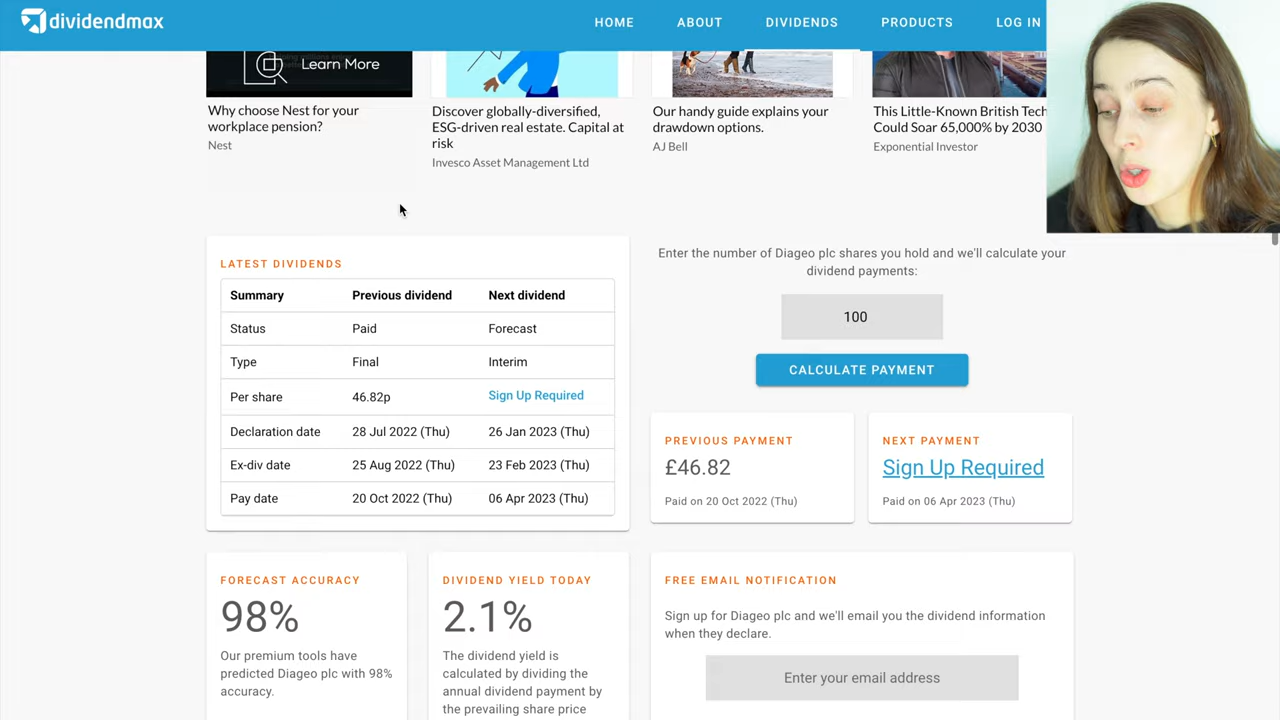 dividendmax
HOME ABOUT DIVIDENDS PRODUCTS LOG IN
Learn More
Why choose Nest for your
workplace pension?
Nest
Discover globally-diversified,
ESG-driven real estate. Capital at
risk
Invesco Asset Management Ltd
Our handy guide explains your
drawdown options.
AJ Bell
This Little-Known British Tech
Could Soar 65,000% by 2030
Exponential Investor
LATEST DIVIDENDS
Summary Previous dividend Next dividend
Status Paid Forecast
Type Final Interim
Per share 46.82p Sign Up Required
Declaration date 28 Jul 2022 (Thu) 26 Jan 2023 (Thu)
Ex-div date 25 Aug 2022 (Thu) 23 Feb 2023 (Thu)
Pay date 20 Oct 2022 (Thu) 06 Apr 2023 (Thu)
Enter the number of Diageo plc shares you hold and we'll calculate your
dividend payments:
100
CALCULATE PAYMENT
PREVIOUS PAYMENT
£46.82
Paid on 20 Oct 2022 (Thu)
NEXT PAYMENT
Sign Up Required
Paid on 06 Apr 2023 (Thu)
FORECAST ACCURACY
98%
Our premium tools have
predicted Diageo plc with 98%
accuracy.
DIVIDEND YIELD TODAY
2.1%
The dividend yield is
calculated by dividing the
annual dividend payment by
the prevailing share price
FREE EMAIL NOTIFICATION
Sign up for Diageo plc and we'll email you the dividend information
when they declare.
Enter your email address